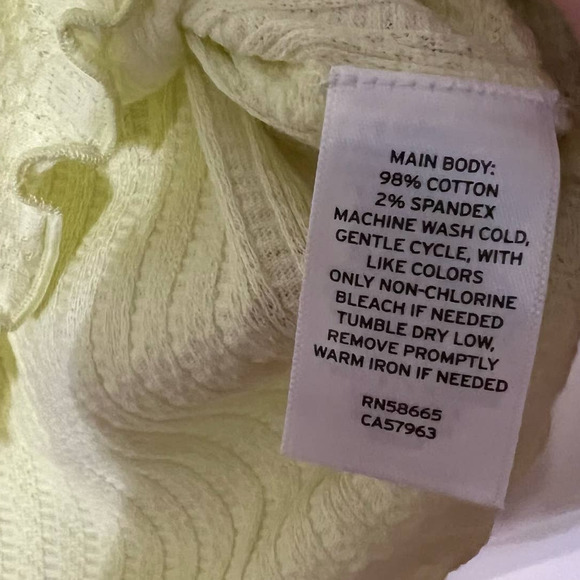 MAIN BODY:
98% COTTON
2% SPANDEX
MACHINE WASH COLD,
GENTLE CYCLE, WITH
LIKE COLORS
ONLY NON-CHLORINE
BLEACH IF NEEDED
TUMBLE DRY LOW,
REMOVE PROMPTLY
WARM IRON IF NEEDED
RN58665
CA57963